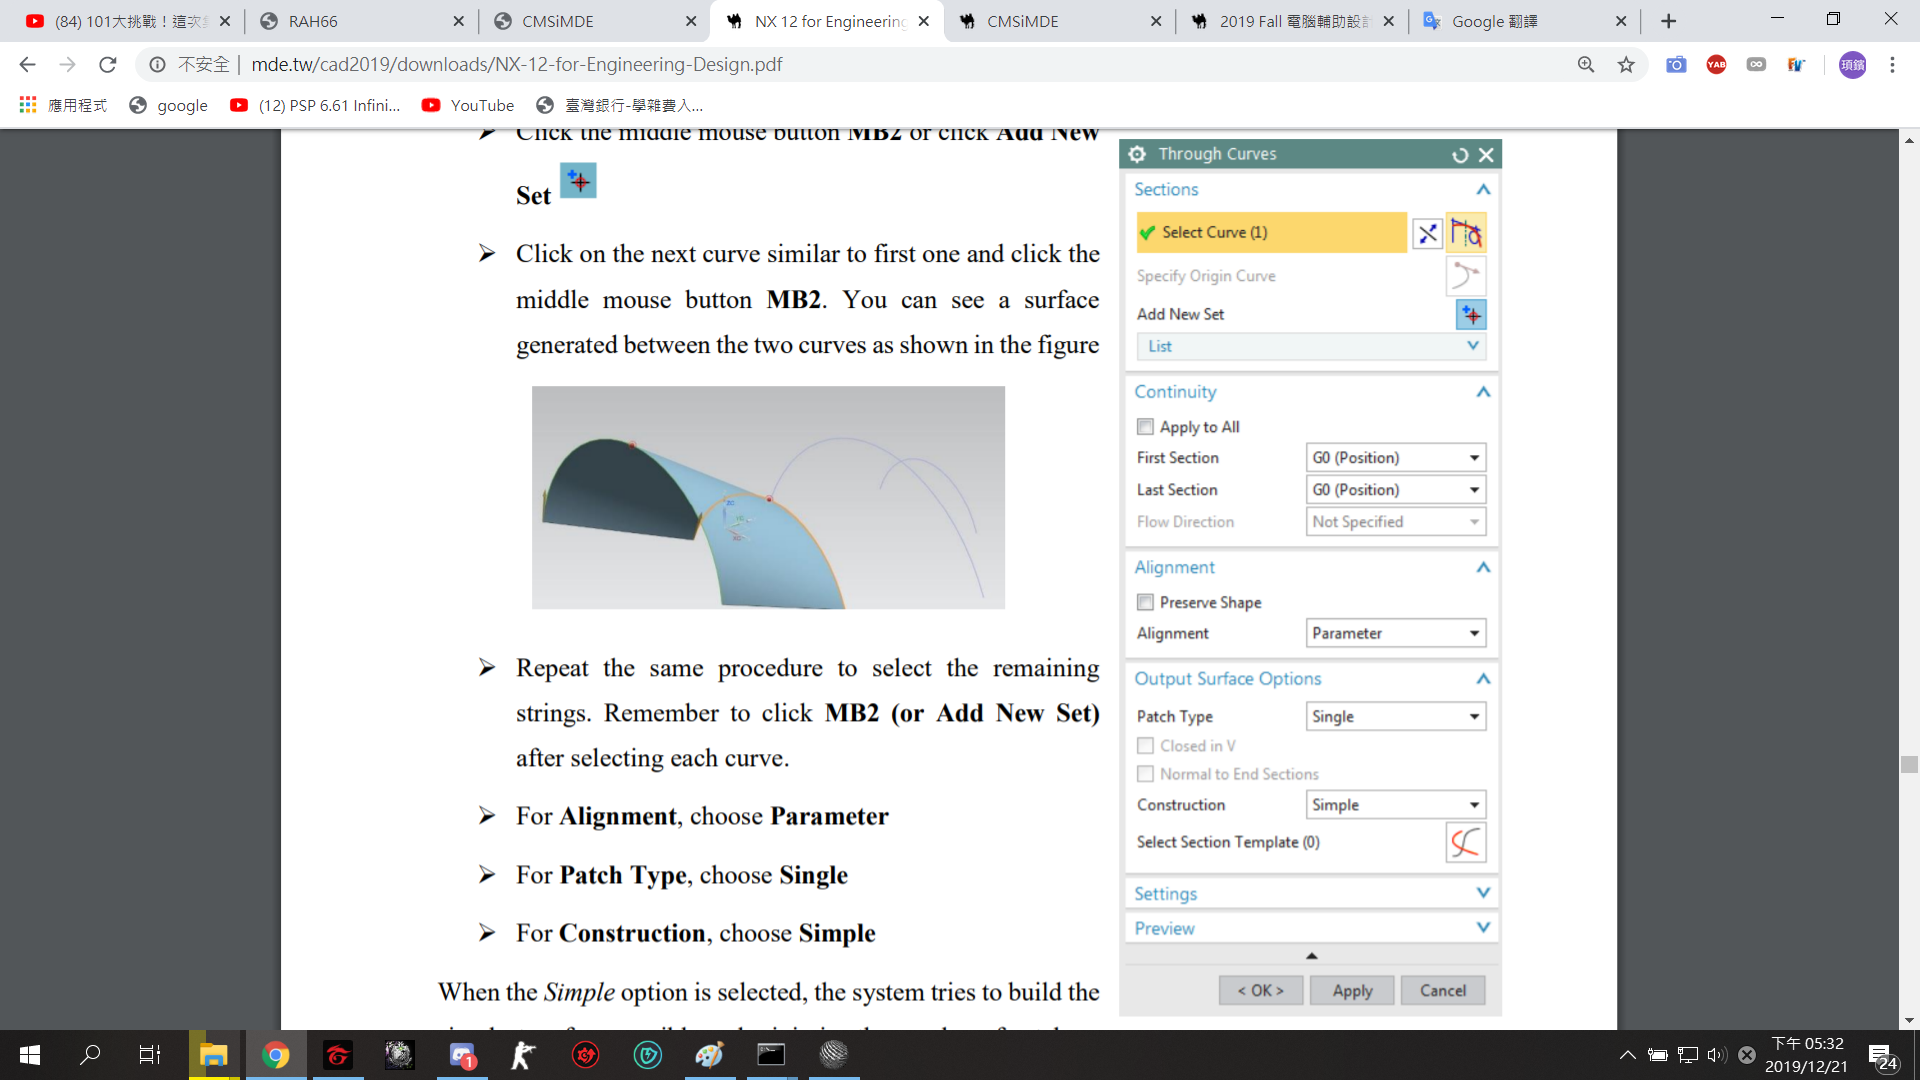 (84) 101大挑戰！這次
RAH66
CMSiMDE
NX 12 for Engineering
CMSiMDE
2019 Fall 電腦輔助設計
Google 翻譯
不安全 | mde.tw/cad2019/downloads/NX-12-for-Engineering-Design.pdf
YAB
項鑌
應用程式
google
(12) PSP 6.61 Infini...
YouTube
臺灣銀行-學雜費入...
Click the middle mouse button MB2 or click Add New
Set
Click on the next curve similar to first one and click the
middle mouse button MB2. You can see a surface
generated between the two curves as shown in the figure
Repeat the same procedure to select the remaining
strings. Remember to click MB2 (or Add New Set)
after selecting each curve.
For Alignment, choose Parameter
For Patch Type, choose Single
For Construction, choose Simple
When the Simple option is selected, the system tries to build the
Through Curves
Sections
Select Curve (1)
Specify Origin Curve
Add New Set
List
Continuity
Apply to All
First Section G0 (Position)
Last Section G0 (Position)
Flow Direction Not Specified
Alignment
Preserve Shape
Alignment Parameter
Output Surface Options
Patch Type Single
Closed in V
Normal to End Sections
Construction Simple
Select Section Template (0)
Settings
Preview
< OK > Apply Cancel
1
下午 05:32
2019/12/21
24